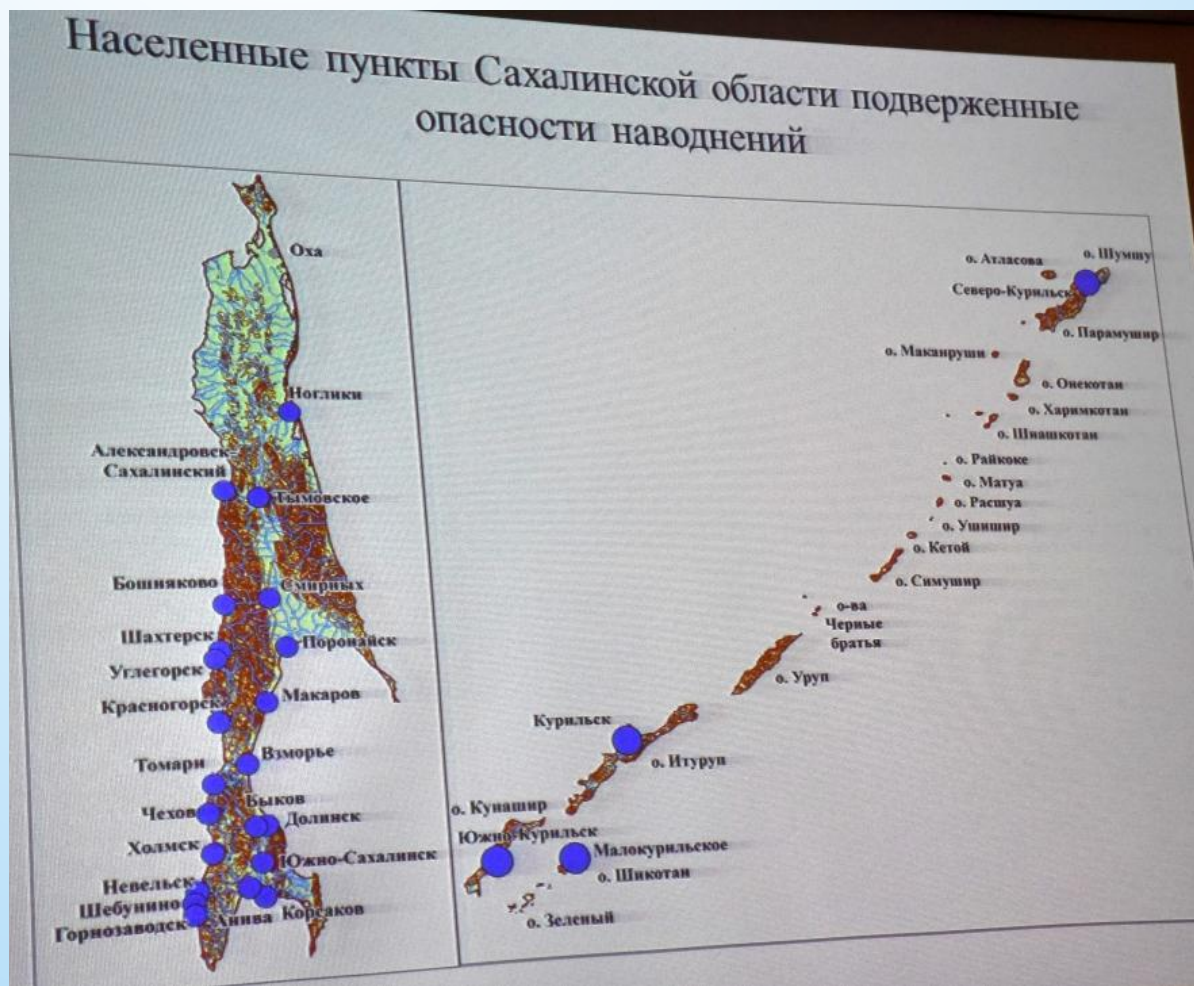 Населенные пункты Сахалинской области подверженные
опасности наводнений
Оха
Ноглики
Александровск-
Сахалинский
Тымовское
Бошняково
Смирных
Шахтерск
Поронайск
Углегорск
Красногорск
Макаров
Взморье
Томари
Быков
Чехов
Долинск
Холмск
Южно-Сахалинск
Невельск
Шебунино
Горнозаводск
Анива
Корсаков
о. Атласова
о. Шумшу
Северо-Курильск
о. Парамушир
о. Маканруши
о. Онекотан
о. Харимкотан
о. Шиашкотан
о. Райкоке
о. Матуа
о. Расшуа
о. Ушишир
о. Кетой
о. Симушир
о-ва
Черные
братья
о. Уруп
Курильск
о. Итуруп
о. Кунашир
Южно-Курильск
Малокурильское
о. Шикотан
о. Зеленый